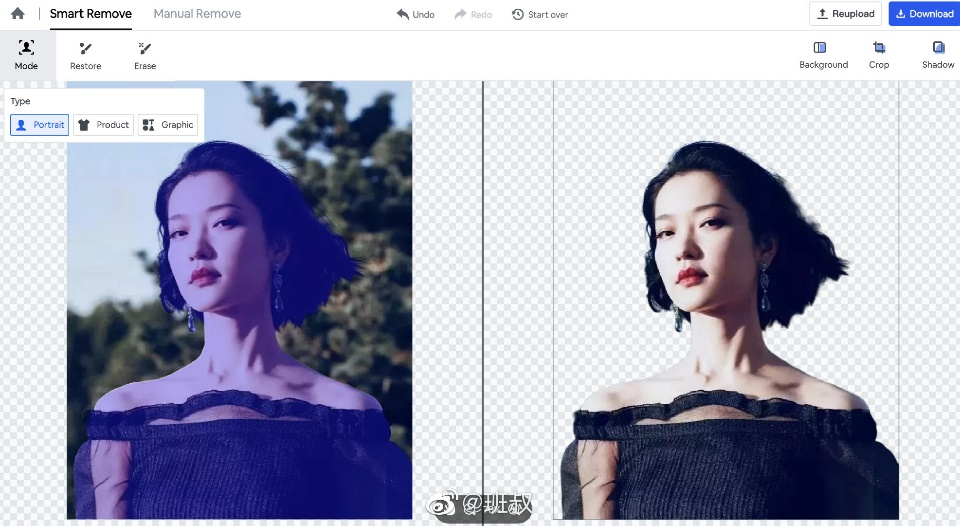 Smart Remove
Manual Remove
Undo
Redo
Start over
Reupload
Download
Mode
Restore
Erase
Background
Crop
Shadow
Type
Portrait
Product
Graphic
@班叔